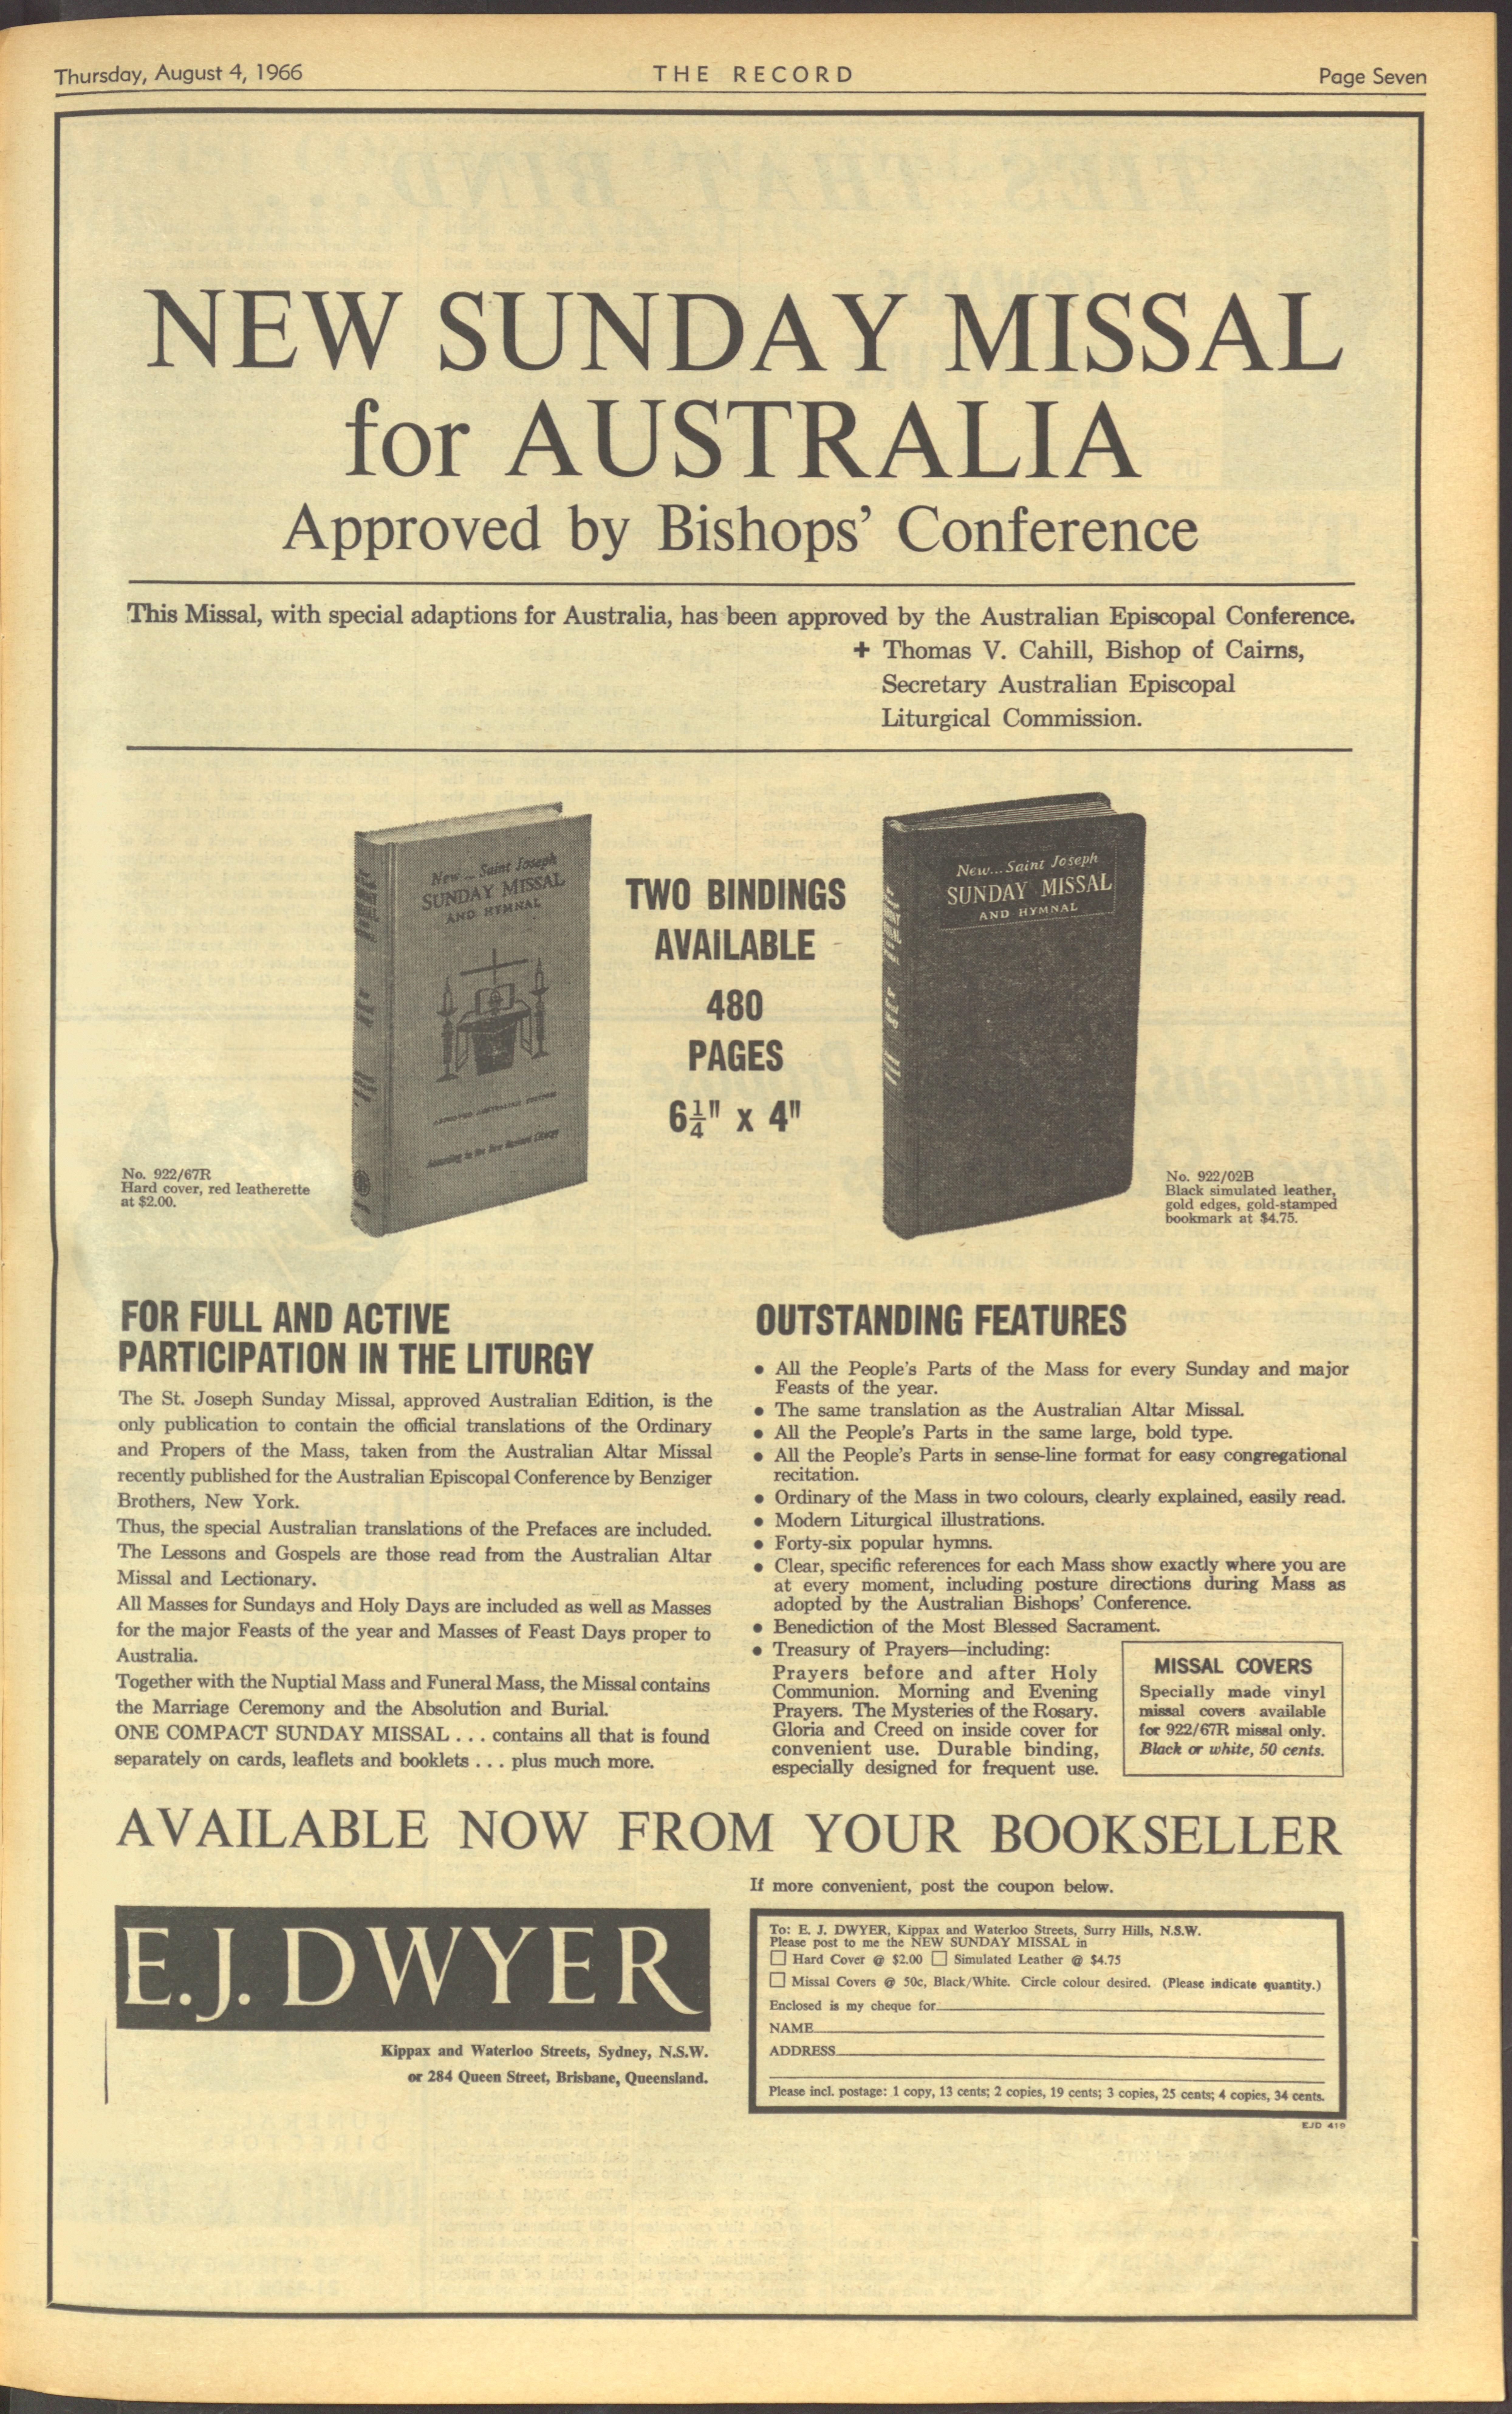 Thursday, August 4, 1966
THE RECORD
Page Seven
NEW SUNDAY MISSAL
for AUSTRALIA
Approved by Bishops' Conference
This Missal, with special adaptions for Australia, has been approved by the Australian Episcopal Conference.
+ Thomas V. Cahill, Bishop of Cairns,
Secretary Australian Episcopal
Liturgical Commission.
New... Saint Joseph
SUNDAY MISSAL
AND HYMNAL
APPROVED AUSTRALIAN EDITION
According to the New Revised Liturgy
No. 922/67R
Hard cover, red leatherette
at $2.00.
TWO BINDINGS
AVAILABLE
480
PAGES
6¼" x 4"
New... Saint Joseph
SUNDAY MISSAL
AND HYMNAL
No. 922/02B
Black simulated leather,
gold edges, gold-stamped
bookmark at $4.75.
FOR FULL AND ACTIVE
PARTICIPATION IN THE LITURGY
The St. Joseph Sunday Missal, approved Australian Edition, is the
only publication to contain the official translations of the Ordinary
and Propers of the Mass, taken from the Australian Altar Missal
recently published for the Australian Episcopal Conference by Benziger
Brothers, New York.
Thus, the special Australian translations of the Prefaces are included.
The Lessons and Gospels are those read from the Australian Altar
Missal and Lectionary.
All Masses for Sundays and Holy Days are included as well as Masses
for the major Feasts of the year and Masses of Feast Days proper to
Australia.
Together with the Nuptial Mass and Funeral Mass, the Missal contains
the Marriage Ceremony and the Absolution and Burial.
ONE COMPACT SUNDAY MISSAL . . . contains all that is found
separately on cards, leaflets and booklets . . . plus much more.
OUTSTANDING FEATURES
• All the People's Parts of the Mass for every Sunday and major
Feasts of the year.
• The same translation as the Australian Altar Missal.
• All the People's Parts in the same large, bold type.
• All the People's Parts in sense-line format for easy congregational
recitation.
• Ordinary of the Mass in two colours, clearly explained, easily read.
• Modern Liturgical illustrations.
• Forty-six popular hymns.
• Clear, specific references for each Mass show exactly where you are
at every moment, including posture directions during Mass as
adopted by the Australian Bishops' Conference.
• Benediction of the Most Blessed Sacrament.
• Treasury of Prayers—including:
Prayers before and after Holy
Communion. Morning and Evening
Prayers. The Mysteries of the Rosary.
Gloria and Creed on inside cover for
convenient use. Durable binding,
especially designed for frequent use.
MISSAL COVERS
Specially made vinyl
missal covers available
for 922/67R missal only.
Black or white, 50 cents.
AVAILABLE NOW FROM YOUR BOOKSELLER
If more convenient, post the coupon below.
E.J. DWYER
Kippax and Waterloo Streets, Sydney, N.S.W.
or 284 Queen Street, Brisbane, Queensland.
To: E. J. DWYER, Kippax and Waterloo Streets, Surry Hills, N.S.W.
Please post to me the NEW SUNDAY MISSAL in
Hard Cover @ $2.00 Simulated Leather @ $4.75
Missal Covers @ 50c, Black/White. Circle colour desired. (Please indicate quantity.)
Enclosed is my cheque for
NAME
ADDRESS
Please incl. postage: 1 copy, 13 cents; 2 copies, 19 cents; 3 copies, 25 cents; 4 copies, 34 cents.
EJD 419